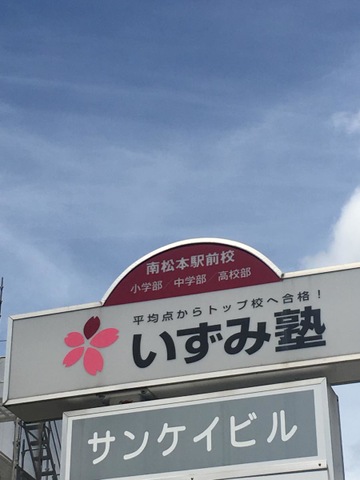 南松本駅前校
小学部 中学部 高校部
平均点からトップ校へ合格!
いずみ塾
サンケイビル